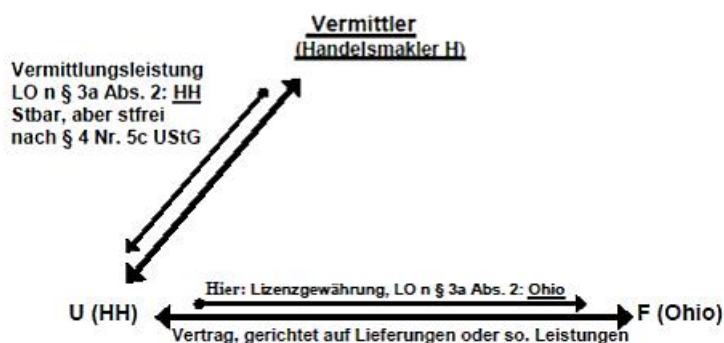 Vermittler
(Handelsmakler H)
Vermittlungsleistung
LO n § 3a Abs. 2: HH
Stbar, aber stfrei
nach § 4 Nr. 5c UStG
Hier: Lizenzgewährung, LO n § 3a Abs. 2: Ohio
U (HH)
F (Ohio)
Vertrag, gerichtet auf Lieferungen oder so. Leistungen